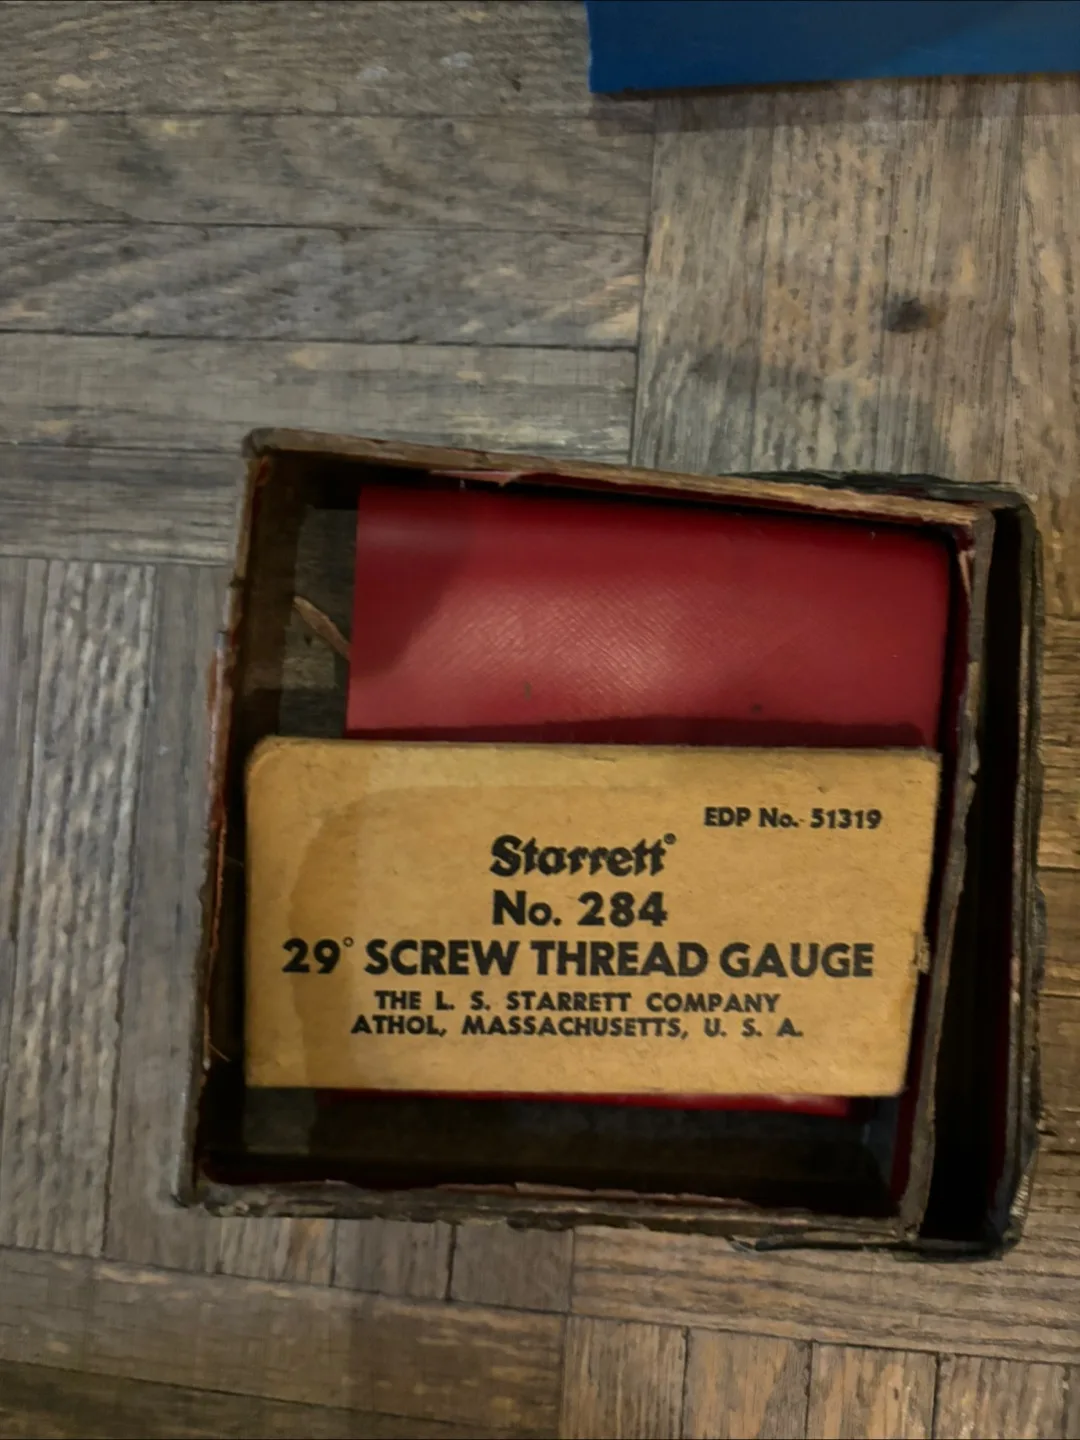 EDP No. 51319
Starrett®
No. 284
29° SCREW THREAD GAUGE
THE L. S. STARRETT COMPANY
ATHOL, MASSACHUSETTS, U. S. A.